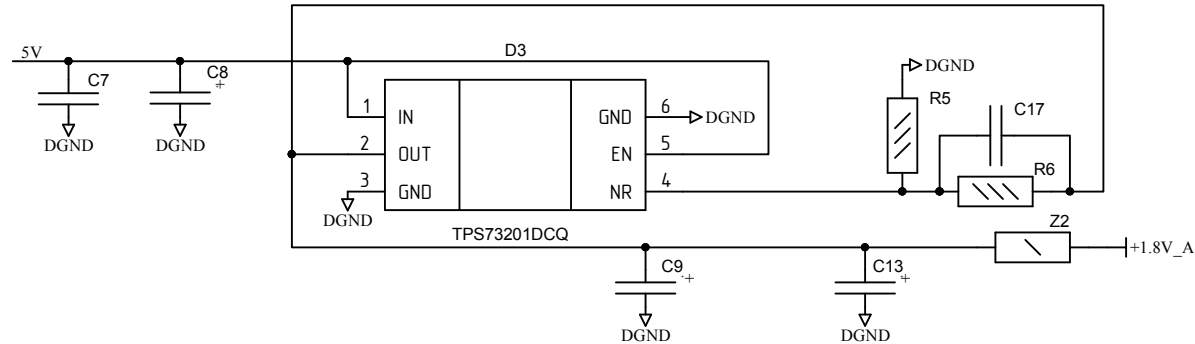 5V
D3
C7
C8
+
DGND
DGND
1
IN
2
OUT
3
GND
DGND
GND
6
DGND
EN
5
NR
4
TPS73201DCQ
DGND
R5
C17
R6
Z2
+1.8V_A
C9
+
DGND
C13
+
DGND